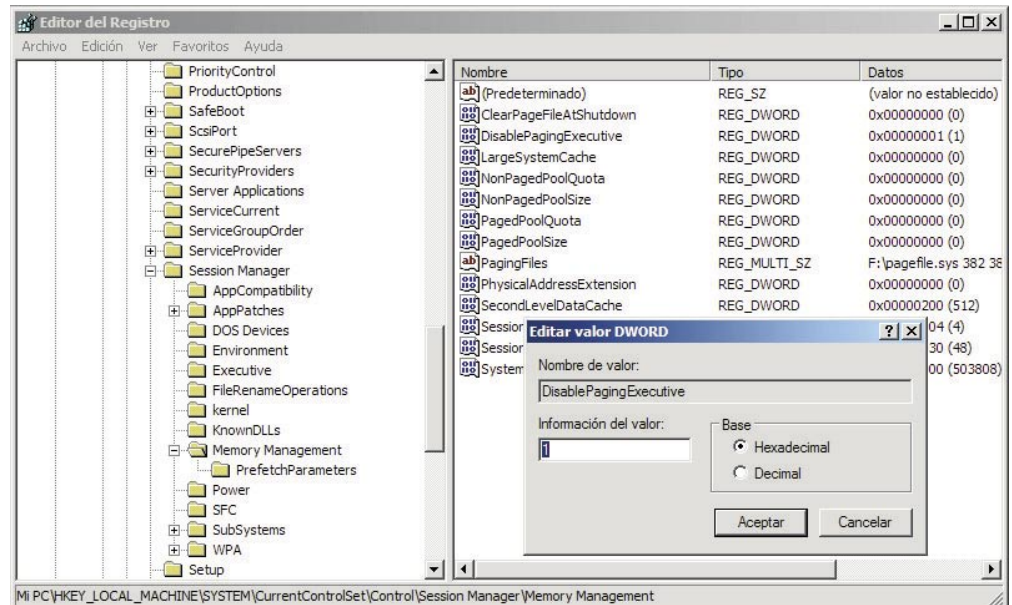 Editor del Registro
Archivo Edición Ver Favoritos Ayuda
PriorityControl
ProductOptions
SafeBoot
ScsiPort
SecurePipeServers
SecurityProviders
Server Applications
ServiceCurrent
ServiceGroupOrder
ServiceProvider
Session Manager
AppCompatibility
AppPatches
DOS Devices
Environment
Executive
FileRenameOperations
kernel
KnownDLLs
Memory Management
PrefetchParameters
Power
SFC
SubSystems
WPA
Setup
Nombre Tipo Datos
(Predeterminado) REG_SZ (valor no establecido)
ClearPageFileAtShutdown REG_DWORD 0x00000000 (0)
DisablePagingExecutive REG_DWORD 0x00000001 (1)
LargeSystemCache REG_DWORD 0x00000000 (0)
NonPagedPoolQuota REG_DWORD 0x00000000 (0)
NonPagedPoolSize REG_DWORD 0x00000000 (0)
PagedPoolQuota REG_DWORD 0x00000000 (0)
PagedPoolSize REG_DWORD 0x00000000 (0)
PagingFiles REG_MULTI_SZ F:\pagefile.sys 382 38
PhysicalAddressExtension REG_DWORD 0x00000000 (0)
SecondLevelDataCache REG_DWORD 0x00000200 (512)
Session 04 (4)
Session 30 (48)
System 00 (503808)
Editar valor DWORD
Nombre de valor:
DisablePagingExecutive
Información del valor:
1
Base
Hexadecimal
Decimal
Aceptar Cancelar
Mi PC\HKEY_LOCAL_MACHINE\SYSTEM\CurrentControlSet\Control\Session Manager\Memory Management